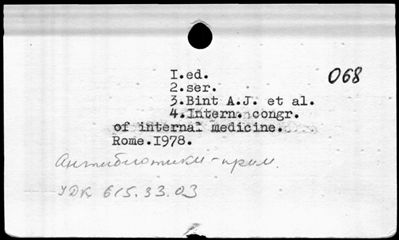 I.ed.
068
2.ser.
3.Bint A.J. et al.
4.Intern. congr.
of internal medicine.
Rome.I978.
Антибиотики-прим.
УДК 615.33.03